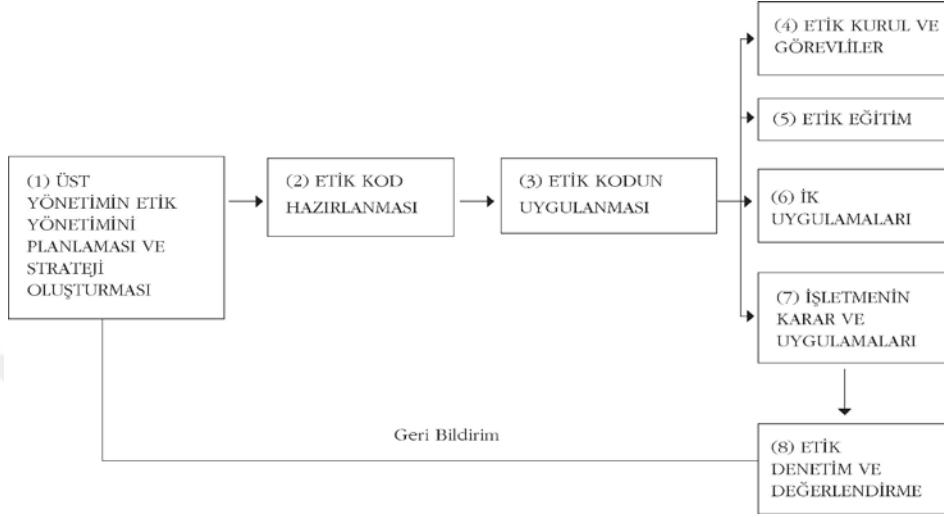 (1) ÜST
YÖNETİMİN ETİK
YÖNETİMİNİ
PLANLAMASI VE
STRATEJİ
OLUŞTURMASI
(2) ETİK KOD
HAZIRLANMASI
(3) ETİK KODUN
UYGULANMASI
(4) ETİK KURUL VE
GÖREVLİLER
(5) ETİK EĞİTİM
(6) İK
UYGULAMALARI
(7) İŞLETMENİN
KARAR VE
UYGULAMALARI
(8) ETİK
DENETİM VE
DEĞERLENDİRME
Geri Bildirim